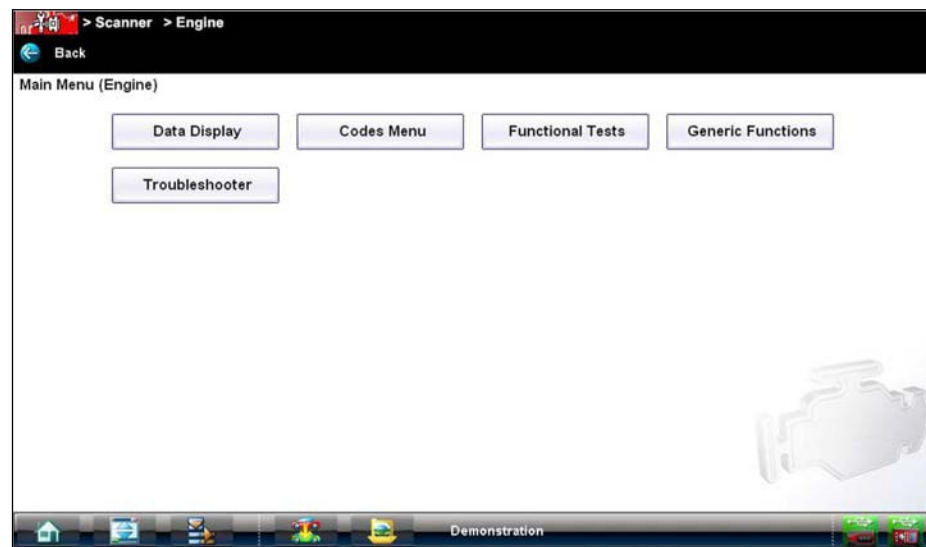 > Scanner > Engine
Back
Main Menu (Engine)
Data Display Codes Menu Functional Tests Generic Functions
Troubleshooter
Demonstration